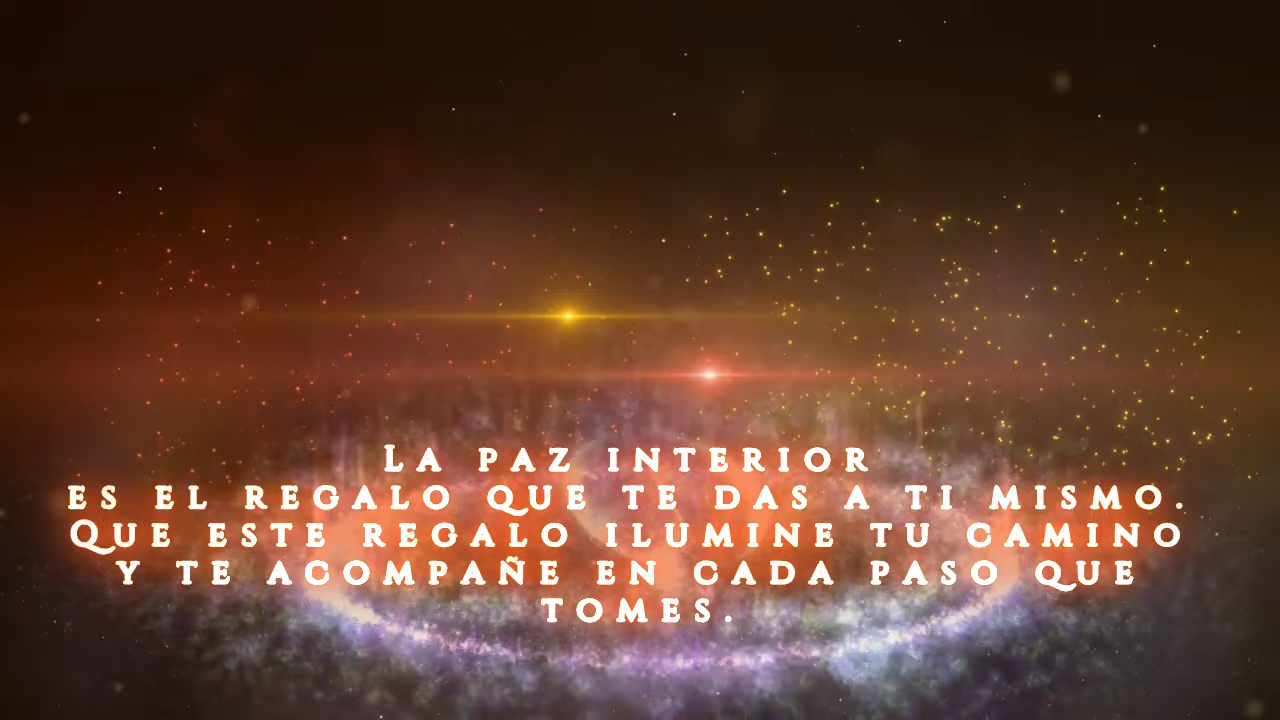 La paz interior
es el regalo que te das a ti mismo.
Que este regalo ilumine tu camino
y te acompañe en cada paso que
tomes.